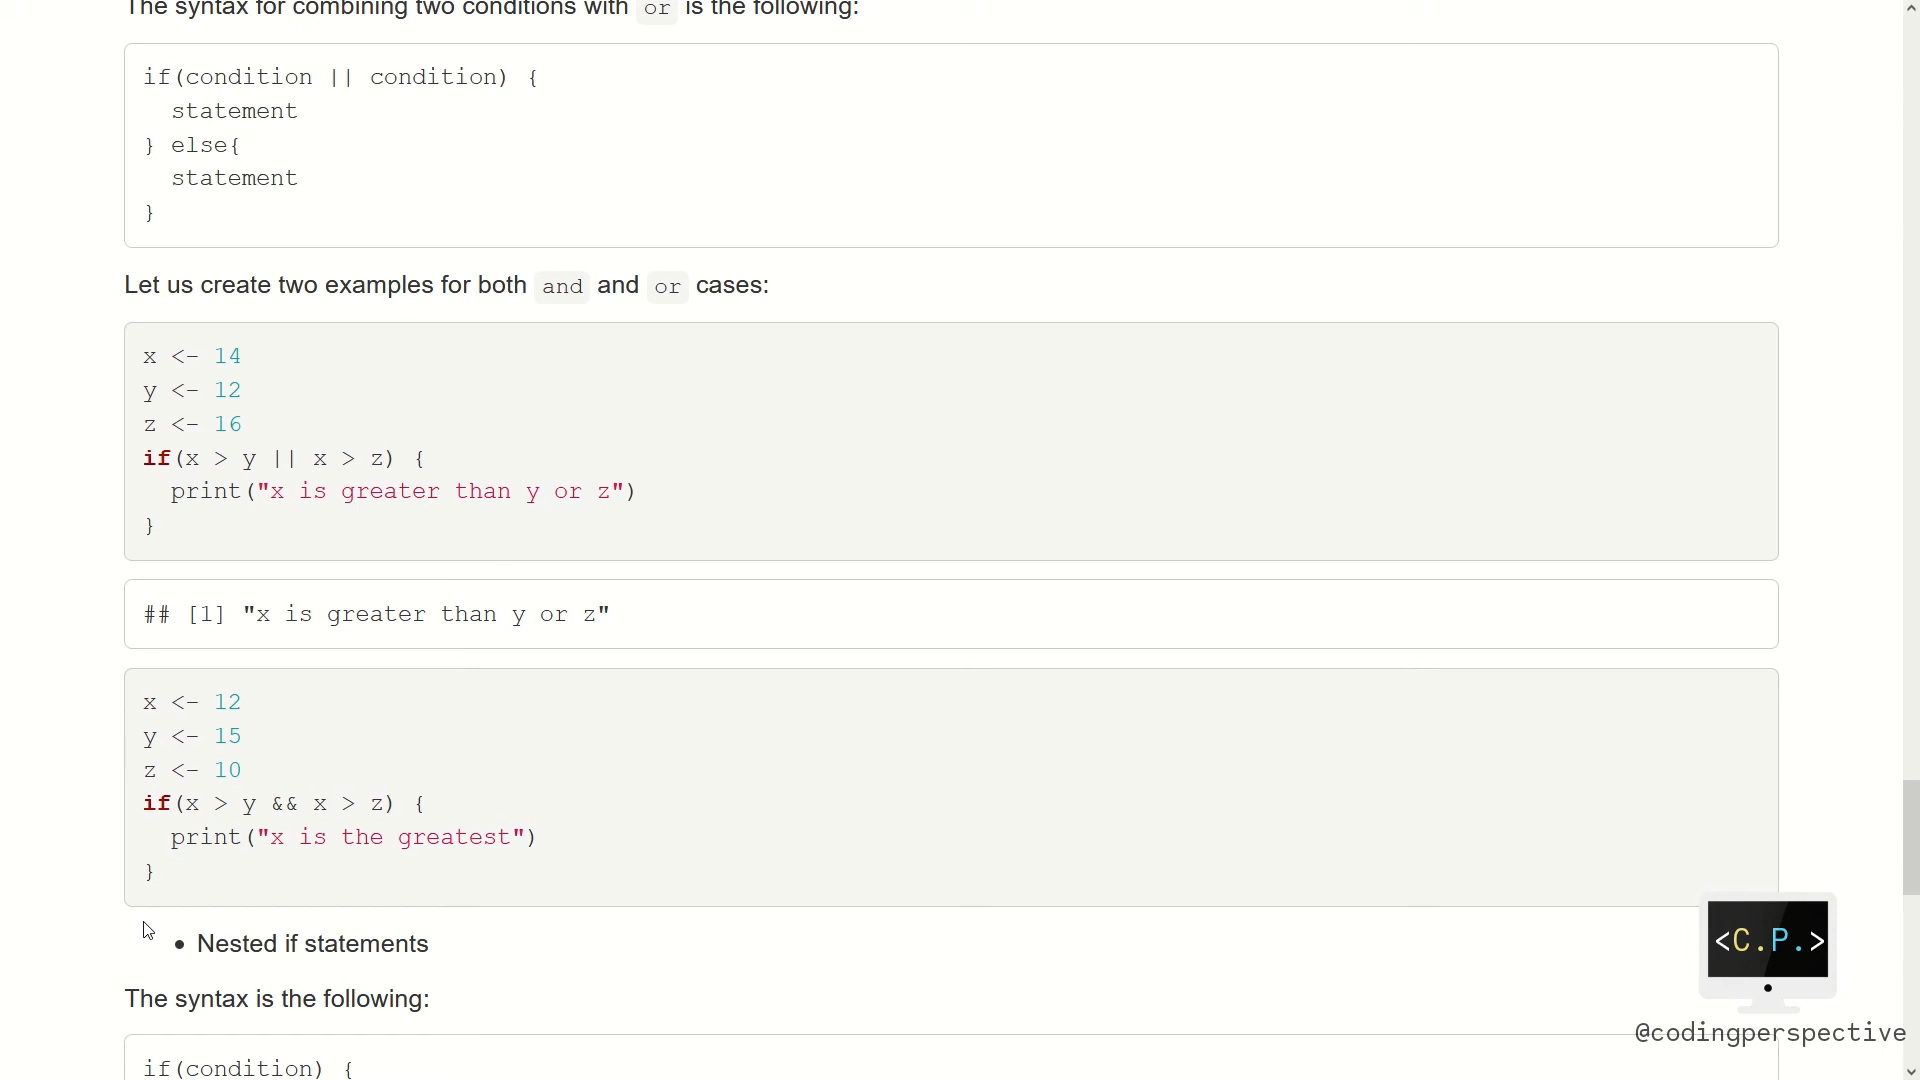 The syntax for combining two conditions with or is the following:
if(condition || condition) {
  statement
} else{
  statement
}
Let us create two examples for both and and or cases:
x <- 14
y <- 12
z <- 16
if(x > y || x > z) {
  print("x is greater than y or z")
}
## [1] "x is greater than y or z"
x <- 12
y <- 15
z <- 10
if(x > y && x > z) {
  print("x is the greatest")
}
• Nested if statements
The syntax is the following:
if(condition) {
<C.P.>
@codingperspective